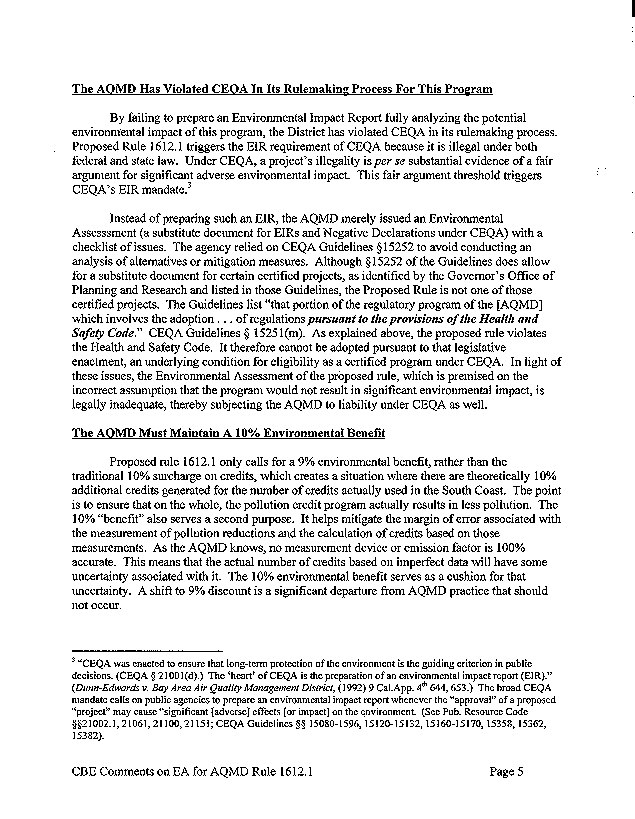 The AQMD Has Violated CEQA In Its Rulemaking Process For This Program
By failing to prepare an Environmental Impact Report fully analyzing the potential
environmental impact of this program, the District has violated CEQA in its rulemaking process.
Proposed Rule 1612.1 triggers the EIR requirement of CEQA because it is illegal under both
federal and state law. Under CEQA, a project's illegality is per se substantial evidence of a fair
argument for significant adverse environmental impact. This fair argument threshold triggers
CEQA's EIR mandate.3
Instead of preparing such an EIR, the AQMD merely issued an Environmental
Assesssment (a substitute document for EIRs and Negative Declarations under CEQA) with a
checklist of issues. The agency relied on CEQA Guidelines §15252 to avoid conducting an
analysis of alternatives or mitigation measures. Although §15252 of the Guidelines does allow
for a substitute document for certain certified projects, as identified by the Governor's Office of
Planning and Research and listed in those Guidelines, the Proposed Rule is not one of those
certified projects. The Guidelines list "that portion of the regulatory program of the [AQMD]
which involves the adoption . . . of regulations pursuant to the provisions of the Health and
Safety Code." CEQA Guidelines § 15251(m). As explained above, the proposed rule violates
the Health and Safety Code. It therefore cannot be adopted pursuant to that legislative
enactment, an underlying condition for eligibility as a certified program under CEQA. In light of
these issues, the Environmental Assessment of the proposed rule, which is premised on the
incorrect assumption that the program would not result in significant environmental impact, is
legally inadequate, thereby subjecting the AQMD to liability under CEQA as well.
The AQMD Must Maintain A 10% Environmental Benefit
Proposed rule 1612.1 only calls for a 9% environmental benefit, rather than the
traditional 10% surcharge on credits, which creates a situation where there are theoretically 10%
additional credits generated for the number of credits actually used in the South Coast. The point
is to ensure that on the whole, the pollution credit program actually results in less pollution. The
10% "benefit" also serves a second purpose. It helps mitigate the margin of error associated with
the measurement of pollution reductions and the calculation of credits based on those
measurements. As the AQMD knows, no measurement device or emission factor is 100%
accurate. This means that the actual number of credits based on imperfect data will have some
uncertainty associated with it. The 10% environmental benefit serves as a cushion for that
uncertainty. A shift to 9% discount is a significant departure from AQMD practice that should
not occur.
3 "CEQA was enacted to ensure that long-term protection of the environment is the guiding criterion in public
decisions. (CEQA § 21001(d).) The 'heart' of CEQA is the preparation of an environmental impact report (EIR)."
(Dunn-Edwards v. Bay Area Air Quality Management District, (1992) 9 Cal.App. 4th 644, 653.) The broad CEQA
mandate calls on public agencies to prepare an environmental impact report whenever the "approval" of a proposed
"project" may cause "significant [adverse] effects [or impact] on the environment. (See Pub. Resource Code
§§21002.1, 21061, 21100, 21151; CEQA Guidelines §§ 15080-1596, 15120-15132, 15160-15170, 15358, 15362,
15382).
CBE Comments on EA for AQMD Rule 1612.1 Page 5